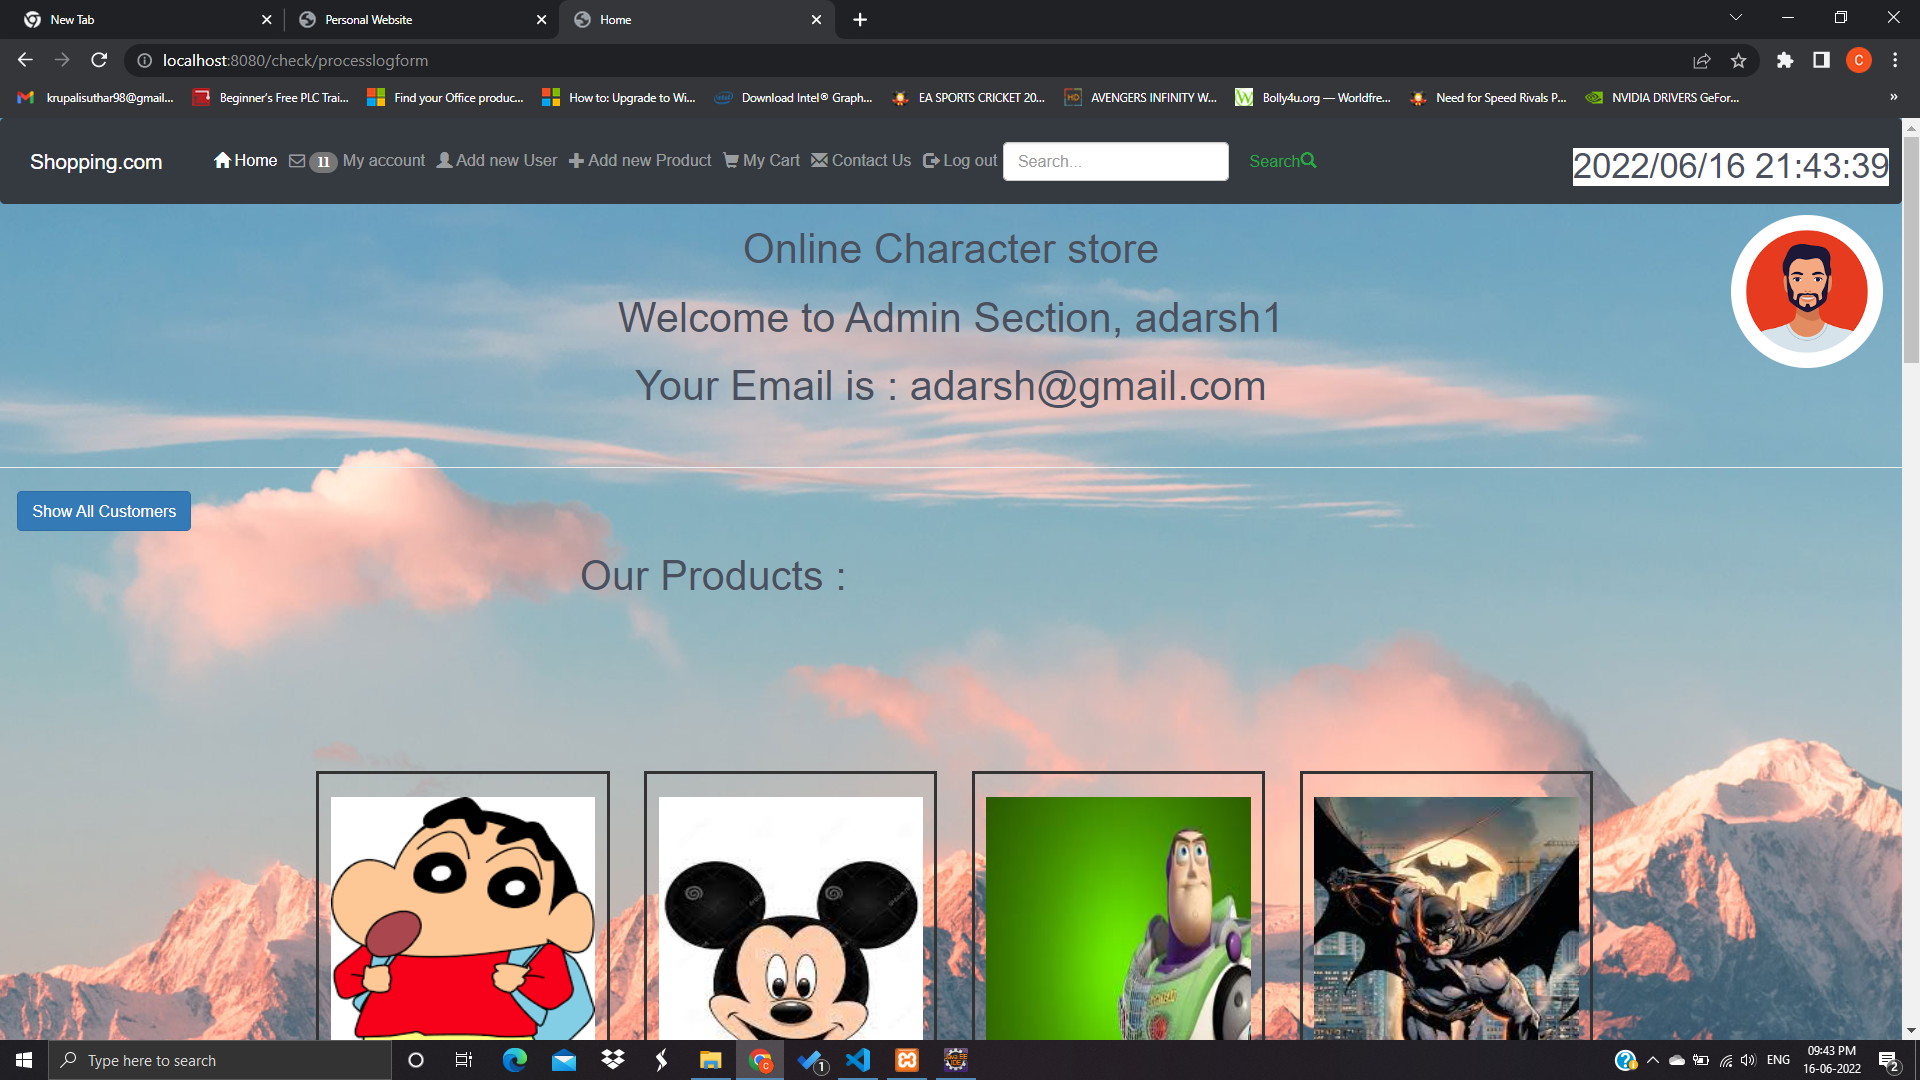 New Tab
Personal Website
Home
localhost:8080/check/processlogform
C
krupalisuthar98@gmail...
Beginner's Free PLC Trai...
Find your Office produc...
How to: Upgrade to Wi...
Download Intel® Graph...
EA SPORTS CRICKET 20...
AVENGERS INFINITY W...
Bolly4u.org — Worldfre...
Need for Speed Rivals P...
NVIDIA DRIVERS GeFor...
»
Shopping.com
Home
11 My account
Add new User
Add new Product
My Cart
Contact Us
Log out
Search...
Search
2022/06/16 21:43:39
Online Character store
Welcome to Admin Section, adarsh1
Your Email is : adarsh@gmail.com
Show All Customers
Our Products :
Type here to search
1
ENG
09:43 PM
16-06-2022
2